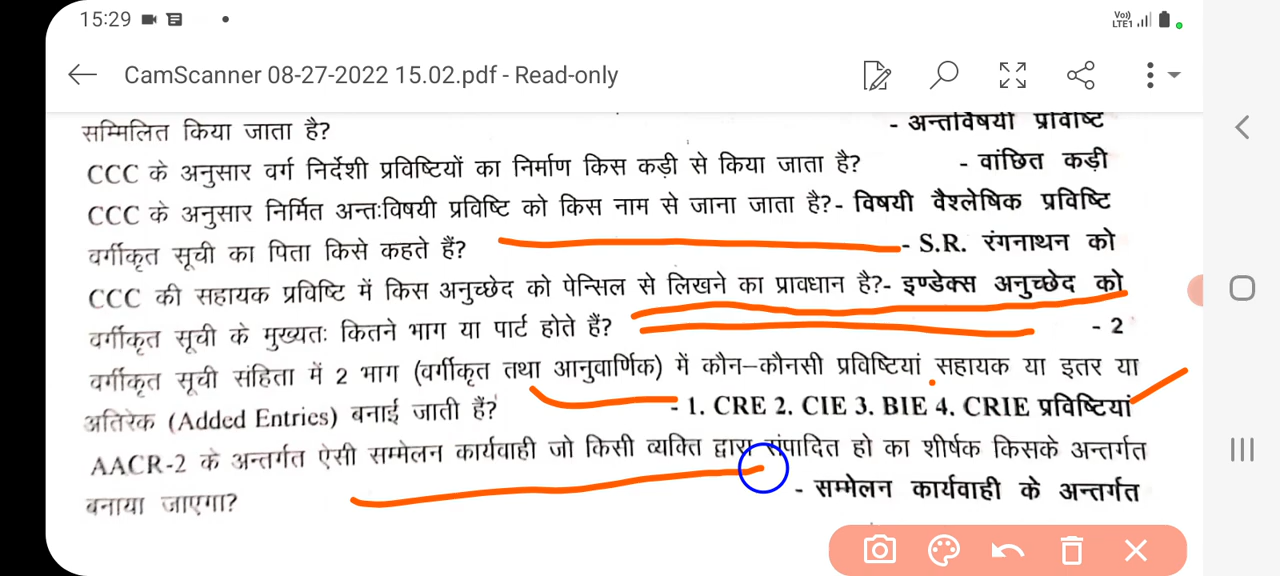 15:29
Vo) LTE1
CamScanner 08-27-2022 15.02.pdf - Read-only
सम्मिलित किया जाता है? - अन्तर्विषयी प्रविष्टि
CCC के अनुसार वर्ग निर्देशी प्रविष्टियों का निर्माण किस कड़ी से किया जाता है? - वांछित कड़ी
CCC के अनुसार निर्मित अन्तःविषयी प्रविष्टि को किस नाम से जाना जाता है?- विषयी वैश्लेषिक प्रविष्टि
वर्गीकृत सूची का पिता किसे कहते हैं? - S.R. रंगनाथन को
CCC की सहायक प्रविष्टि में किस अनुच्छेद को पेन्सिल से लिखने का प्रावधान है?- इण्डेक्स अनुच्छेद को
वर्गीकृत सूची के मुख्यतः कितने भाग या पार्ट होते हैं? - 2
वर्गीकृत सूची संहिता में 2 भाग (वर्गीकृत तथा आनुवार्णिक) में कौन-कौनसी प्रविष्टियां सहायक या इतर या
अतिरेक (Added Entries) बनाई जाती हैं? - 1. CRE 2. CIE 3. BIE 4. CRIE प्रविष्टियां
AACR-2 के अन्तर्गत ऐसी सम्मेलन कार्यवाही जो किसी व्यक्ति द्वारा संपादित हो का शीर्षक किसके अन्तर्गत
बनाया जाएगा? - सम्मेलन कार्यवाही के अन्तर्गत